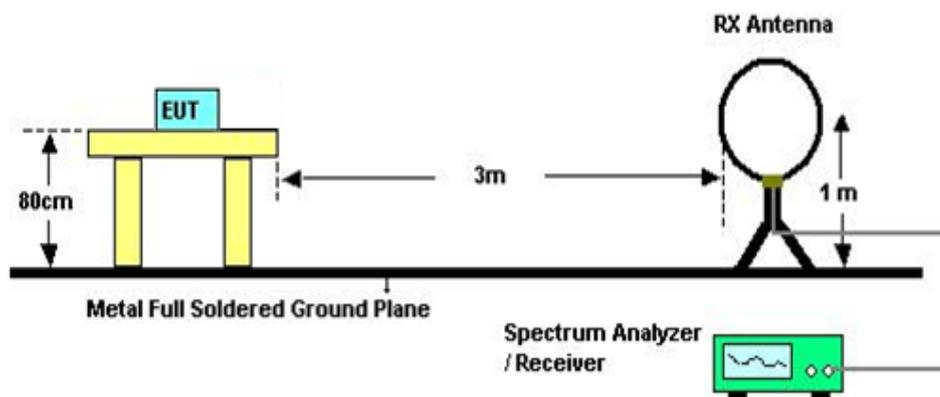 RX Antenna
EUT
80cm
3m
1 m
Metal Full Soldered Ground Plane
Spectrum Analyzer
/ Receiver